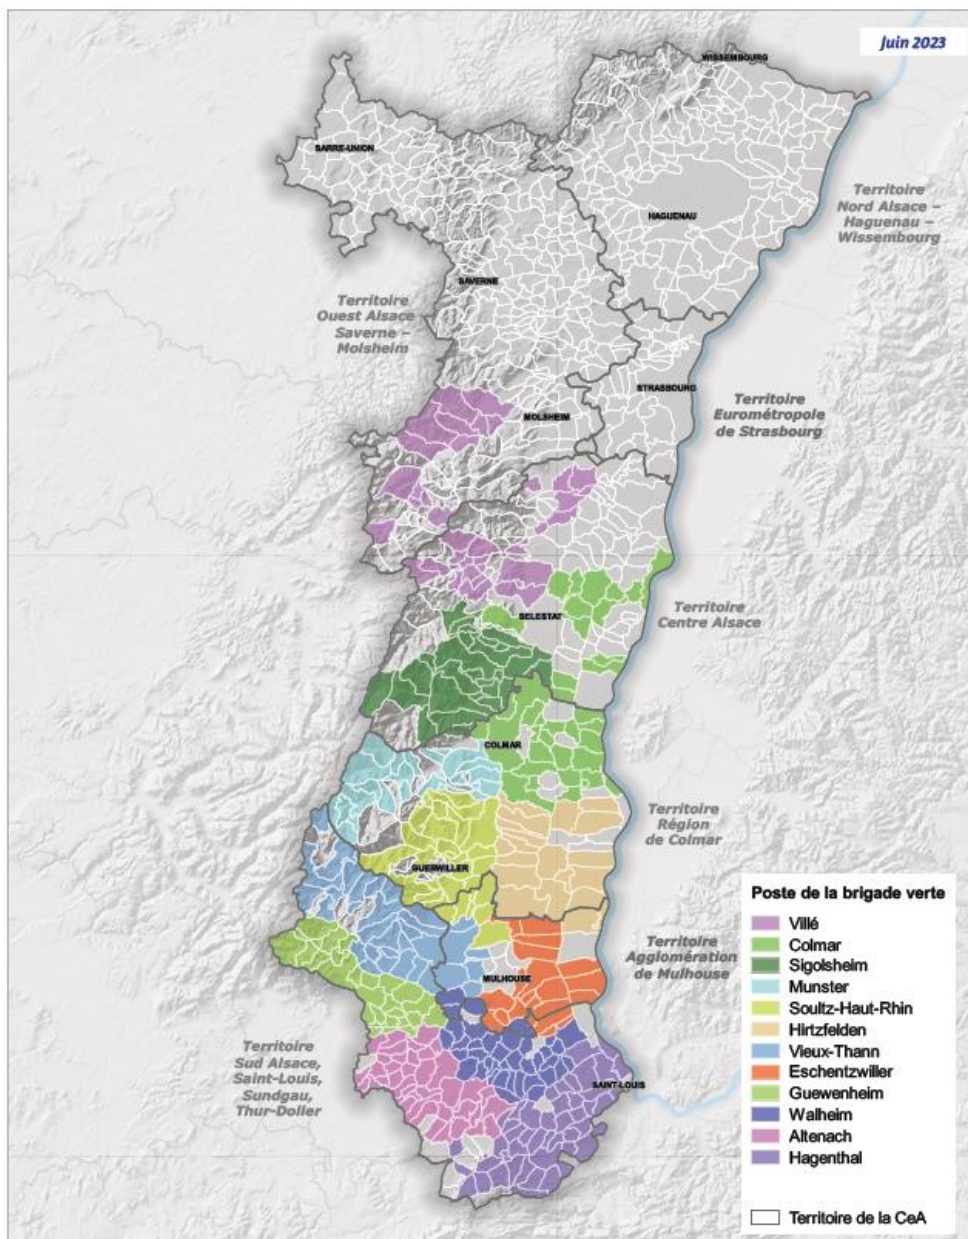 Juin 2023
WISSEMBOURG
SARRE-UNION
Territoire
Nord Alsace –
Haguenau –
Wissembourg
HAGUENAU
SAVERNE
Territoire
Ouest Alsace
Saverne –
Molsheim
STRASBOURG
Territoire
Eurométropole
de Strasbourg
MOLSHEIM
SELESTAT
Territoire
Centre Alsace
COLMAR
Territoire
Région
de Colmar
GUERWILLER
Territoire
Agglomération
de Mulhouse
MULHOUSE
Territoire
Sud Alsace,
Saint-Louis,
Sundgau,
Thur-Doller
SAINT-LOUIS
Poste de la brigade verte
Villé
Colmar
Sigolsheim
Munster
Soultz-Haut-Rhin
Hirtzfelden
Vieux-Thann
Eschentzwiller
Guewenheim
Walheim
Altenach
Hagenthal
Territoire de la CeA